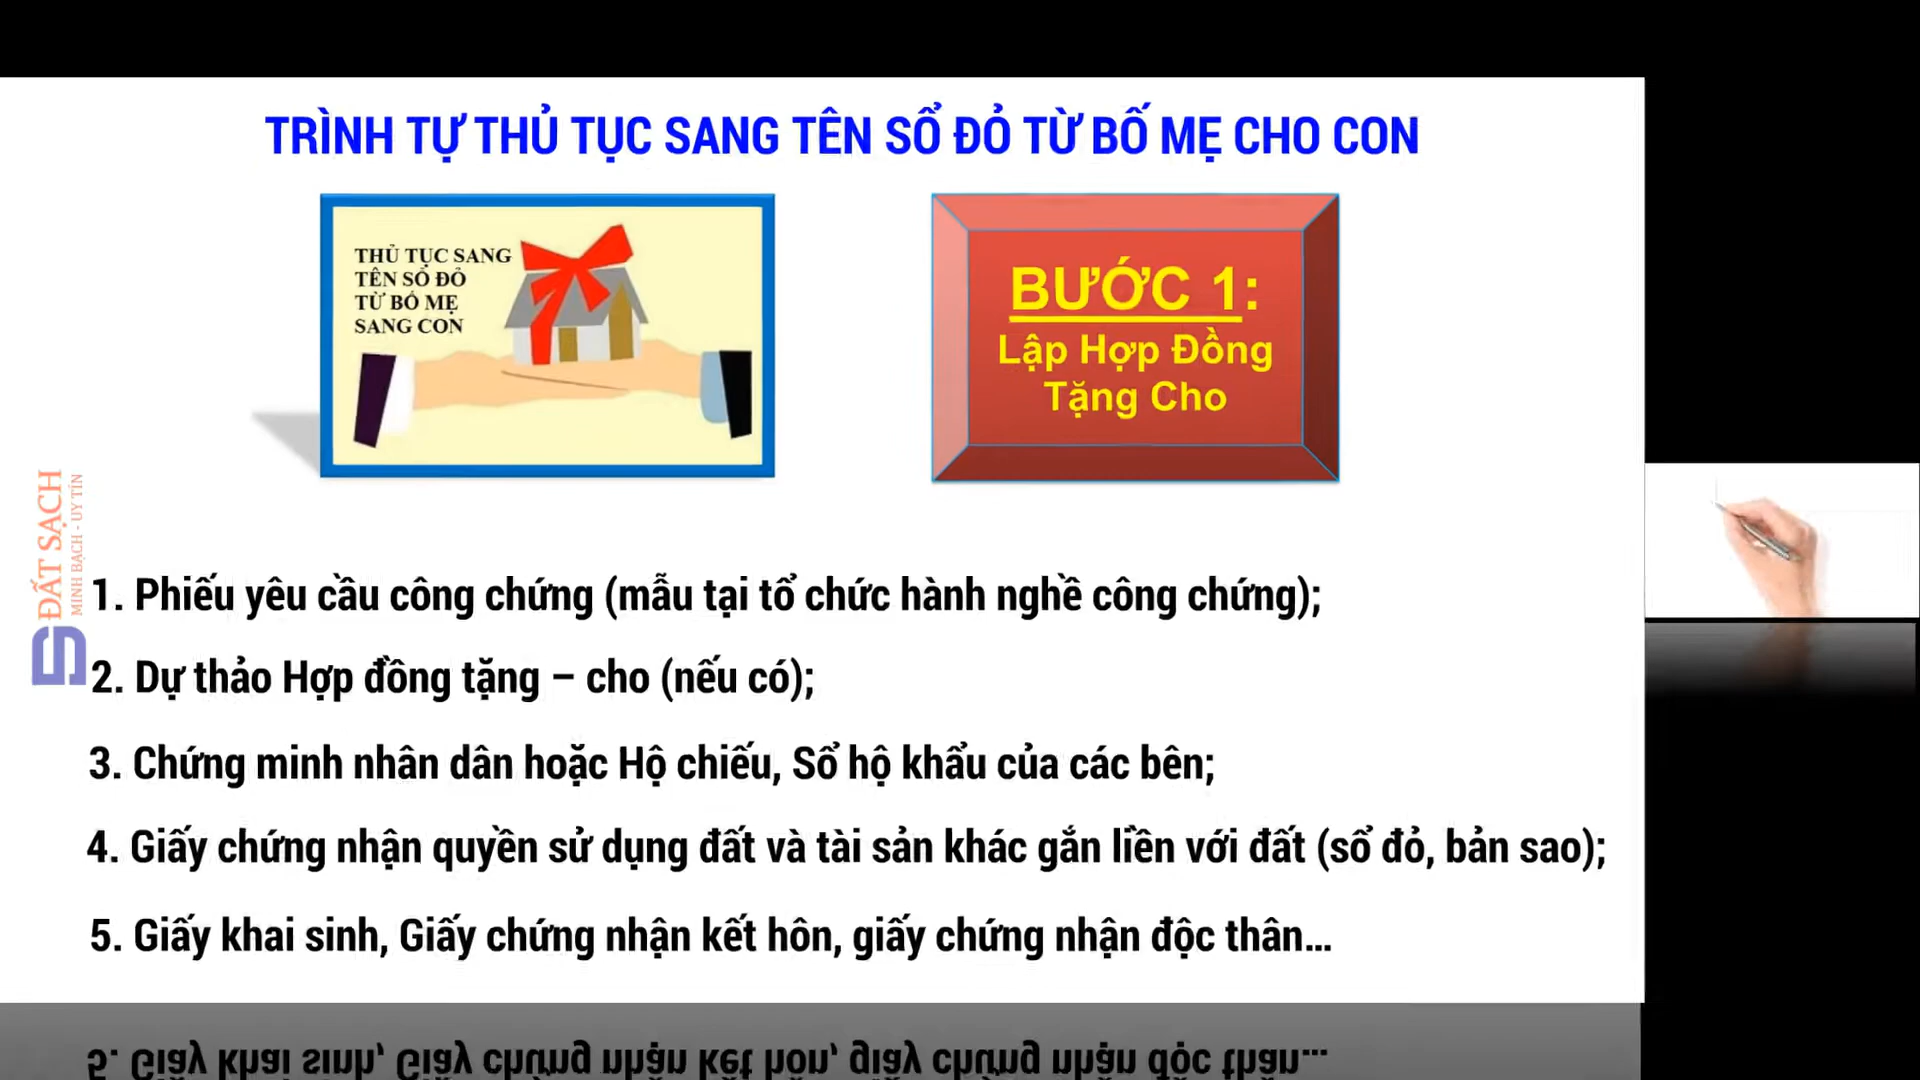 TRÌNH TỰ THỦ TỤC SANG TÊN SỔ ĐỎ TỪ BỐ MẸ CHO CON
THỦ TỤC SANG
TÊN SỔ ĐỎ
TỪ BỐ MẸ
SANG CON
BƯỚC 1:
Lập Hợp Đồng
Tặng Cho
ĐẤT SẠCH
MINH BẠCH - UY TÍN
1. Phiếu yêu cầu công chứng (mẫu tại tổ chức hành nghề công chứng);
2. Dự thảo Hợp đồng tặng – cho (nếu có);
3. Chứng minh nhân dân hoặc Hộ chiếu, Sổ hộ khẩu của các bên;
4. Giấy chứng nhận quyền sử dụng đất và tài sản khác gắn liền với đất (sổ đỏ, bản sao);
5. Giấy khai sinh, Giấy chứng nhận kết hôn, giấy chứng nhận độc thân...